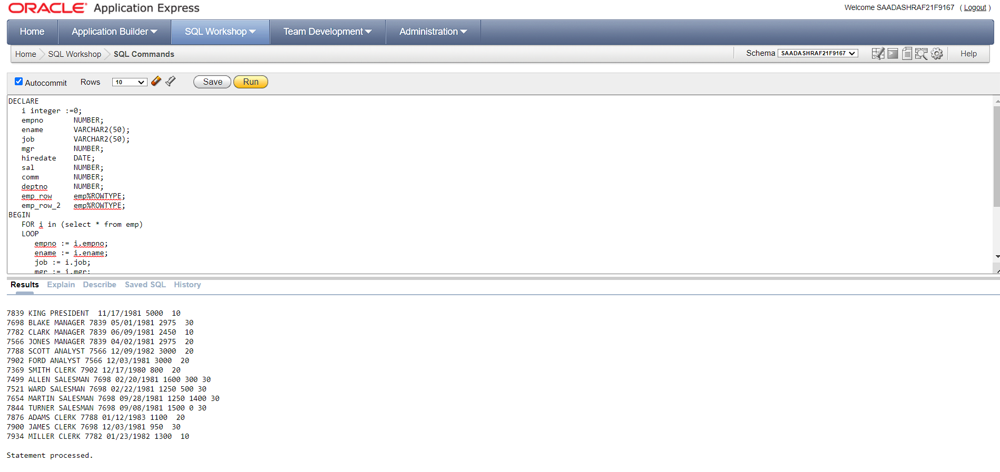 ORACLE® Application Express
Welcome SAADASHRAF21F9167 ( Logout )
Home Application Builder SQL Workshop Team Development Administration
Home SQL Workshop SQL Commands Schema SAADASHRAF21F9167 Help
Autocommit Rows 10 Save Run
DECLARE
   i integer :=0;
   empno       NUMBER;
   ename       VARCHAR2(50);
   job         VARCHAR2(50);
   mgr         NUMBER;
   hiredate    DATE;
   sal         NUMBER;
   comm        NUMBER;
   deptno      NUMBER;
   emp_row     emp%ROWTYPE;
   emp_row_2   emp%ROWTYPE;
BEGIN
   FOR i in (select * from emp)
   LOOP
      empno := i.empno;
      ename := i.ename;
      job := i.job;
      mgr := i.mgr;
Results Explain Describe Saved SQL History
7839 KING PRESIDENT  11/17/1981 5000  10
7698 BLAKE MANAGER 7839 05/01/1981 2975  30
7782 CLARK MANAGER 7839 06/09/1981 2450  10
7566 JONES MANAGER 7839 04/02/1981 2975  20
7788 SCOTT ANALYST 7566 12/09/1982 3000  20
7902 FORD ANALYST 7566 12/03/1981 3000  20
7369 SMITH CLERK 7902 12/17/1980 800  20
7499 ALLEN SALESMAN 7698 02/20/1981 1600 300 30
7521 WARD SALESMAN 7698 02/22/1981 1250 500 30
7654 MARTIN SALESMAN 7698 09/28/1981 1250 1400 30
7844 TURNER SALESMAN 7698 09/08/1981 1500 0 30
7876 ADAMS CLERK 7788 01/12/1983 1100  20
7900 JAMES CLERK 7698 12/03/1981 950  30
7934 MILLER CLERK 7782 01/23/1982 1300  10
Statement processed.